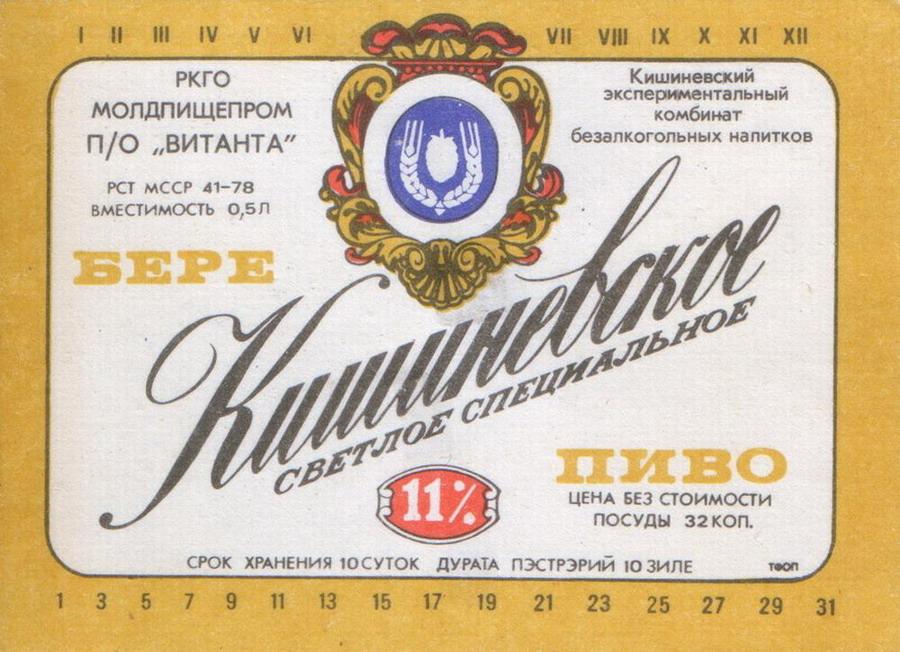 I II III IV V VI VII VIII IX X XI XII
РКГО
МОЛДПИЩЕПРОМ
П/О „ВИТАНТА"
РСТ МССР 41-78
ВМЕСТИМОСТЬ 0,5Л
Кишиневский
экспериментальный
комбинат
безалкогольных напитков
БЕРЕ
Кишиневское
СВЕТЛОЕ СПЕЦИАЛЬНОЕ
11%
ПИВО
ЦЕНА БЕЗ СТОИМОСТИ
ПОСУДЫ 32 КОП.
СРОК ХРАНЕНИЯ 10 СУТОК ДУРАТА ПЭСТРЭРИЙ 10 ЗИЛЕ
ТФОП
1 3 5 7 9 11 13 15 17 19 21 23 25 27 29 31